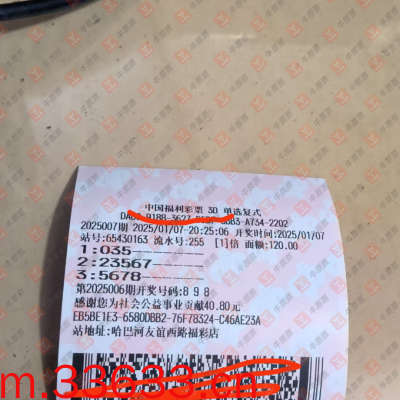 中国福利彩票 3D 单选复式
2025007期 2025/01/07-20:25:06 开奖时间:2025/01/07
站号:65430163 流水号:255 [1]倍 面额:120.00
1:035
2:23567
3:5678
第2025006期开奖号码:8 9 8
感谢您为社会公益事业贡献40.80元
EB5BE1E3-6580DBB2-76F78324-C46AE23A
站地址:哈巴河友谊西路福彩店